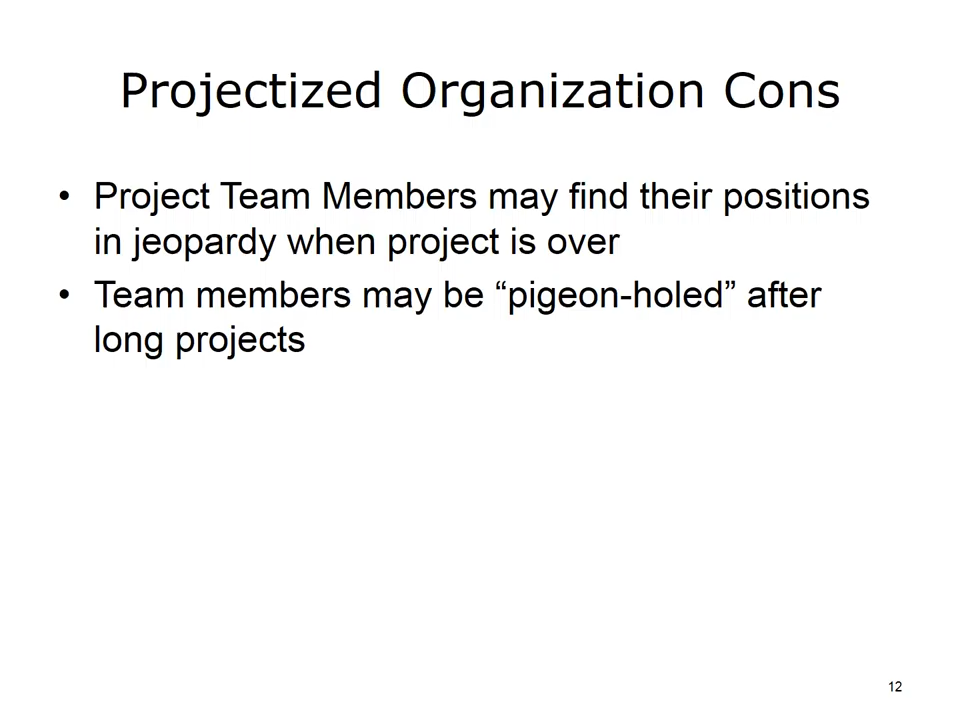 Projectized Organization Cons
• Project Team Members may find their positions
in jeopardy when project is over
• Team members may be “pigeon-holed” after
long projects
12